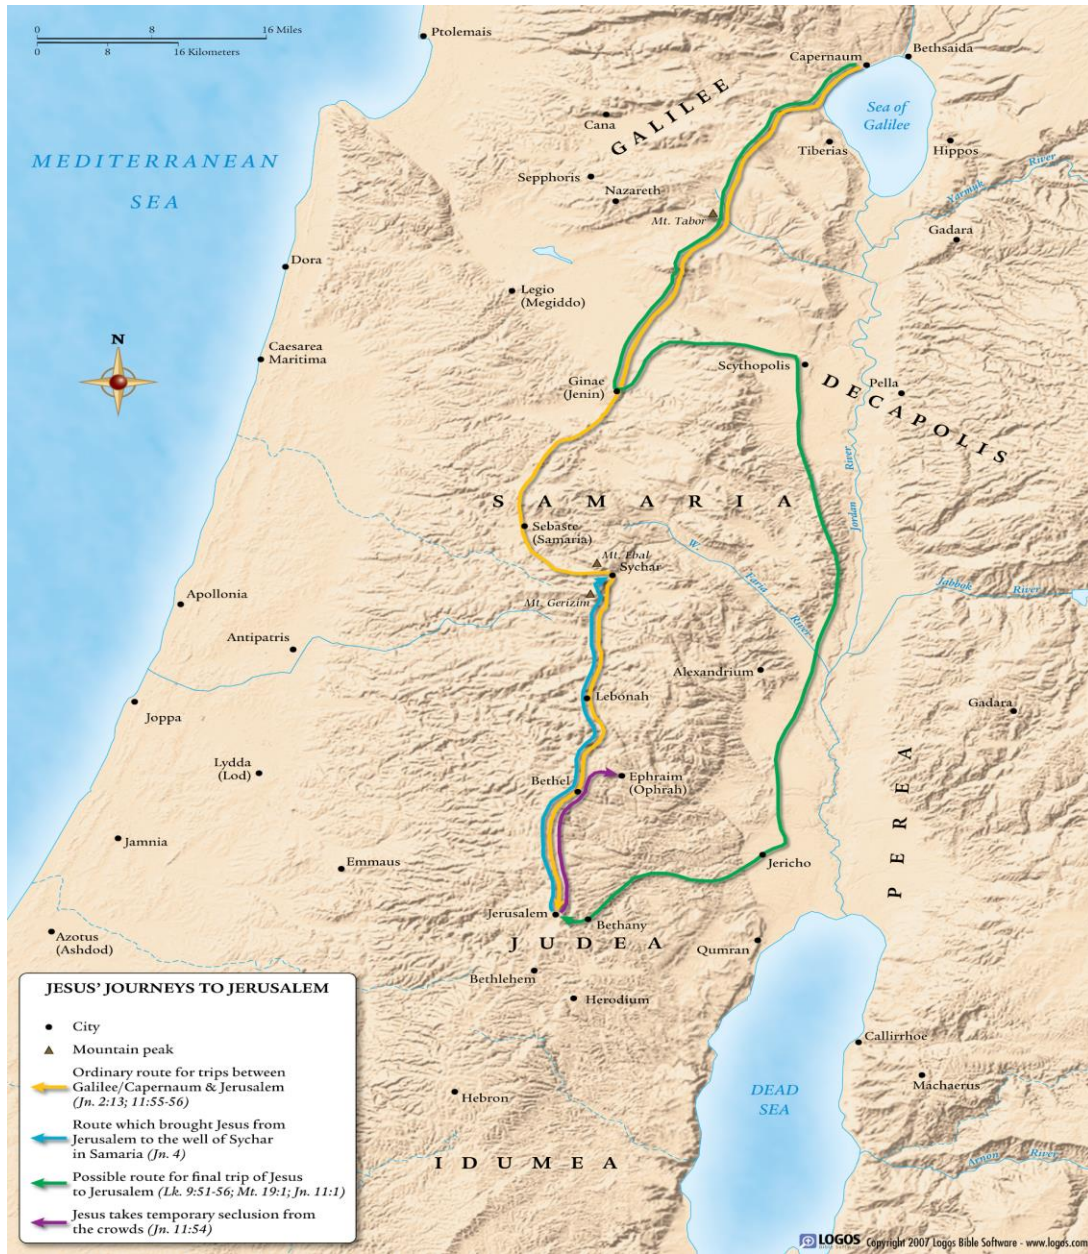 0 8 16 Miles
0 8 16 Kilometers
Ptolemais
Capernaum
Bethsaida
Sea of
Galilee
Cana
GALILEE
Tiberias
Hippos
MEDITERRANEAN
SEA
Sepphoris
Nazareth
Yarmuk River
Mt. Tabor
Gadara
Dora
Legio
(Megiddo)
N
Caesarea
Maritima
Scythopolis
Ginae
(Jenin)
Pella
DECAPOLIS
Jordan River
SAMARIA
Sebaste
(Samaria)
Mt. Ebal
Sychar
W. Farid River
Jabbok River
Mt. Gerizim
Apollonia
Antipatris
Alexandrium
Lebonah
Joppa
Gadara
Lydda
(Lod)
Bethel
Ephraim
(Ophrah)
PEREA
Jamnia
Emmaus
Jericho
Jerusalem
Bethany
JUDEA
Azotus
(Ashdod)
Qumran
Bethlehem
Herodium
Callirrhoe
Machaerus
Hebron
DEAD
SEA
IDUMEA
Arnon River
JESUS' JOURNEYS TO JERUSALEM
City
Mountain peak
Ordinary route for trips between
Galilee/Capernaum & Jerusalem
(Jn. 2:13; 11:55-56)
Route which brought Jesus from
Jerusalem to the well of Sychar
in Samaria (Jn. 4)
Possible route for final trip of Jesus
to Jerusalem (Lk. 9:51-56; Mt. 19:1; Jn. 11:1)
Jesus takes temporary seclusion from
the crowds (Jn. 11:54)
LOGOS Copyright 2007 Logos Bible Software - www.logos.com
BIBLE SOFTWARE